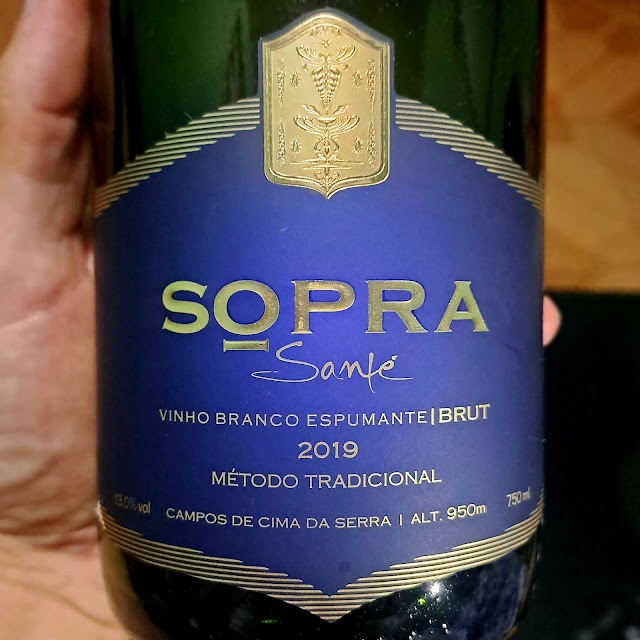 SOPRA
Santé
VINHO BRANCO ESPUMANTE | BRUT
2019
MÉTODO TRADICIONAL
13.0%vol
CAMPOS DE CIMA DA SERRA | ALT. 950m
750 ml